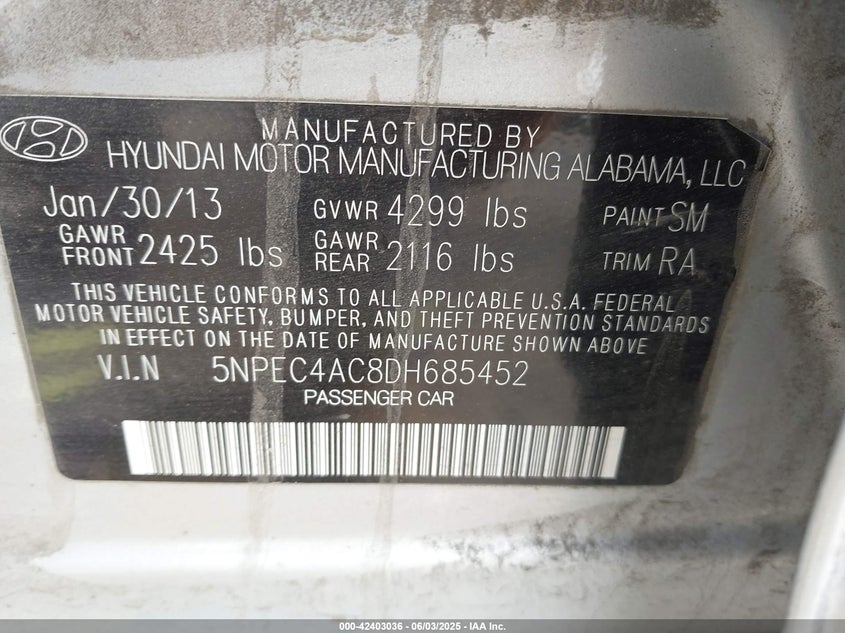 MANUFACTURED BY
HYUNDAI MOTOR MANUFACTURING ALABAMA, LLC
Jan/30/13 GVWR 4299 lbs PAINT SM
GAWR FRONT 2425 lbs GAWR REAR 2116 lbs TRIM RA
THIS VEHICLE CONFORMS TO ALL APPLICABLE U.S.A. FEDERAL
MOTOR VEHICLE SAFETY, BUMPER, AND THEFT PREVENTION STANDARDS
IN EFFECT ON THE DATE OF MANUFACTURE SHOWN ABOVE
V.I.N 5NPEC4AC8DH685452
PASSENGER CAR
000-42403036 - 06/03/2025 - IAA Inc.